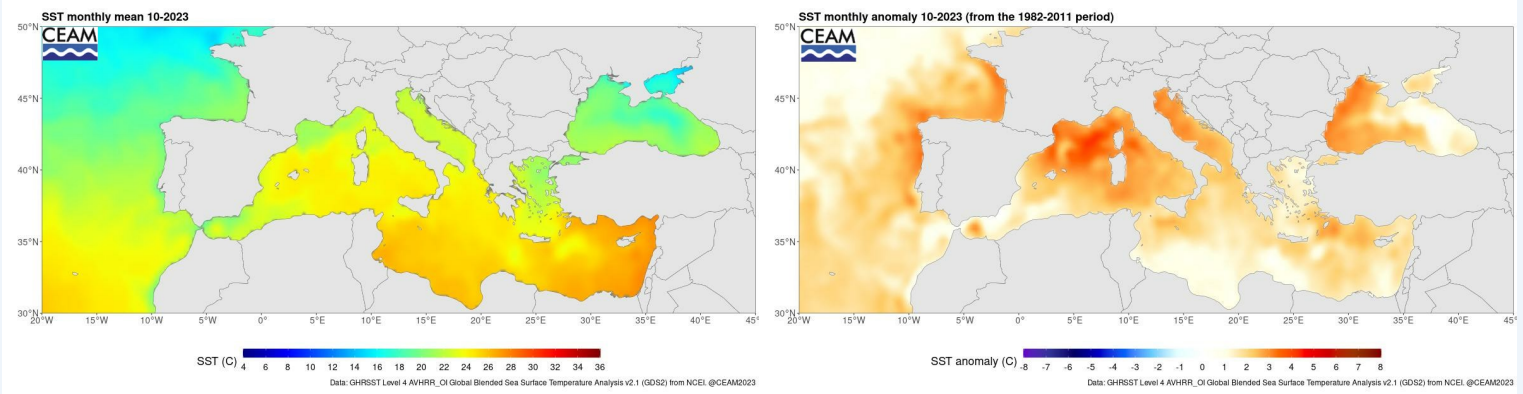 SST monthly mean 10-2023
CEAM
50°N
45°N
40°N
35°N
30°N
20°W 15°W 10°W 5°W 0° 5°E 10°E 15°E 20°E 25°E 30°E 35°E 40°E 45°
SST (C)
4 6 8 10 12 14 16 18 20 22 24 26 28 30 32 34 36
Data: GHRSST Level 4 AVHRR_OI Global Blended Sea Surface Temperature Analysis v2.1 (GDS2) from NCEI. @CEAM2023
SST monthly anomaly 10-2023 (from the 1982-2011 period)
CEAM
50°N
45°N
40°N
35°N
30°N
20°W 15°W 10°W 5°W 0° 5°E 10°E 15°E 20°E 25°E 30°E 35°E 40°E 45°
SST anomaly (C)
-8 -7 -6 -5 -4 -3 -2 -1 0 1 2 3 4 5 6 7 8
Data: GHRSST Level 4 AVHRR_OI Global Blended Sea Surface Temperature Analysis v2.1 (GDS2) from NCEI. @CEAM2023